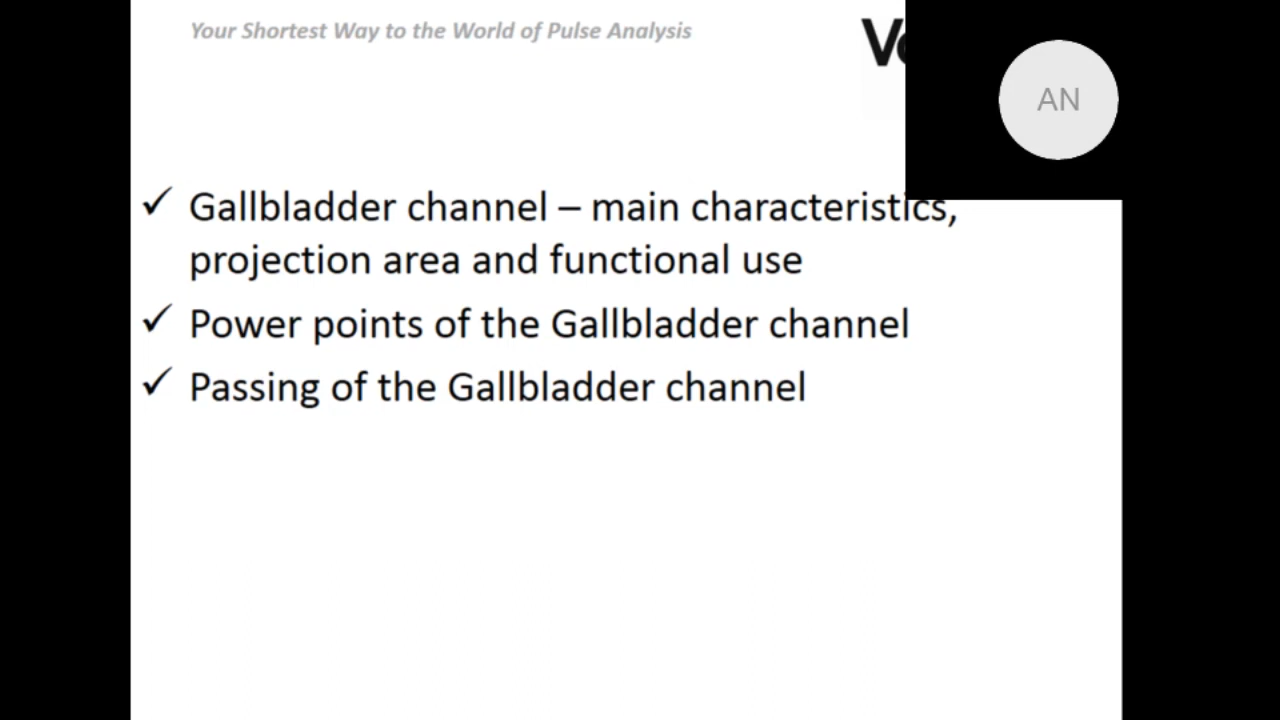 Your Shortest Way to the World of Pulse Analysis
AN
✓ Gallbladder channel – main characteristics,
projection area and functional use
✓ Power points of the Gallbladder channel
✓ Passing of the Gallbladder channel